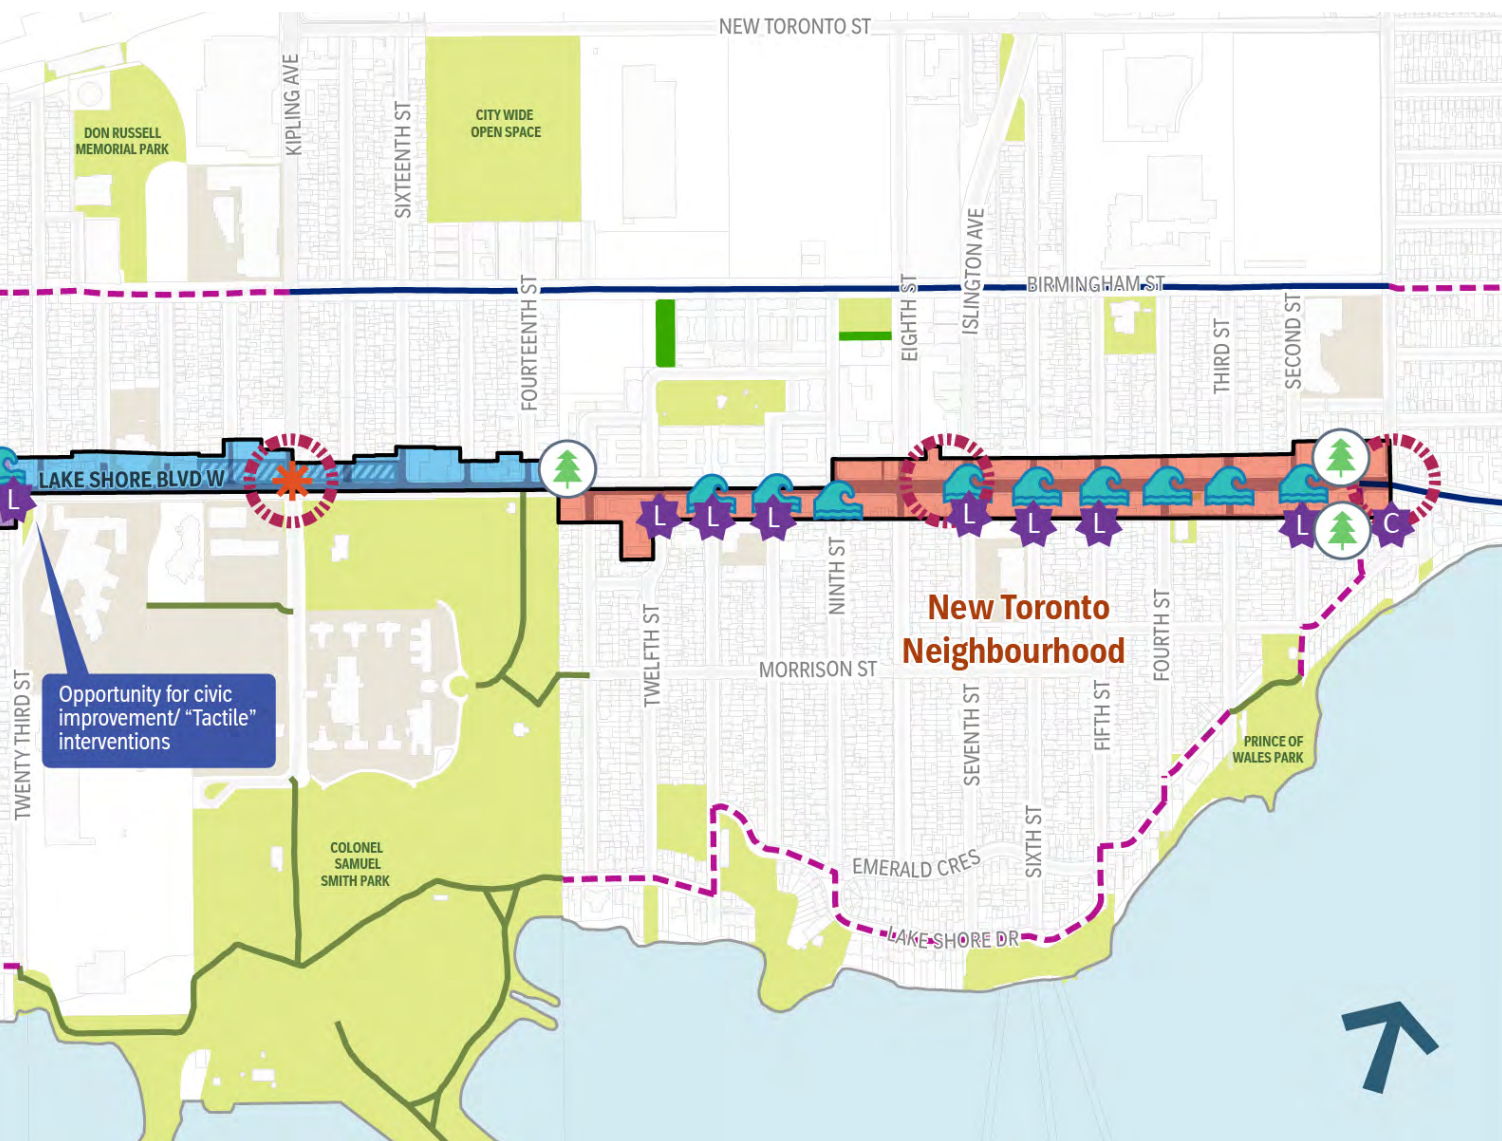 NEW TORONTO ST
KIPLING AVE
SIXTEENTH ST
CITY WIDE
OPEN SPACE
DON RUSSELL
MEMORIAL PARK
ISLINGTON AVE
FOURTEENTH ST
EIGHTH ST
BIRMINGHAM ST
THIRD ST
SECOND ST
LAKE SHORE BLVD W
L
L
L
L
L
L
L
L
C
NINTH ST
New Toronto
Neighbourhood
FOURTH ST
TWELFTH ST
MORRISON ST
TWENTY THIRD ST
Opportunity for civic
improvement/ “Tactile”
interventions
SEVENTH ST
FIFTH ST
PRINCE OF
WALES PARK
SIXTH ST
COLONEL
SAMUEL
SMITH PARK
EMERALD CRES
LAKE SHORE DR